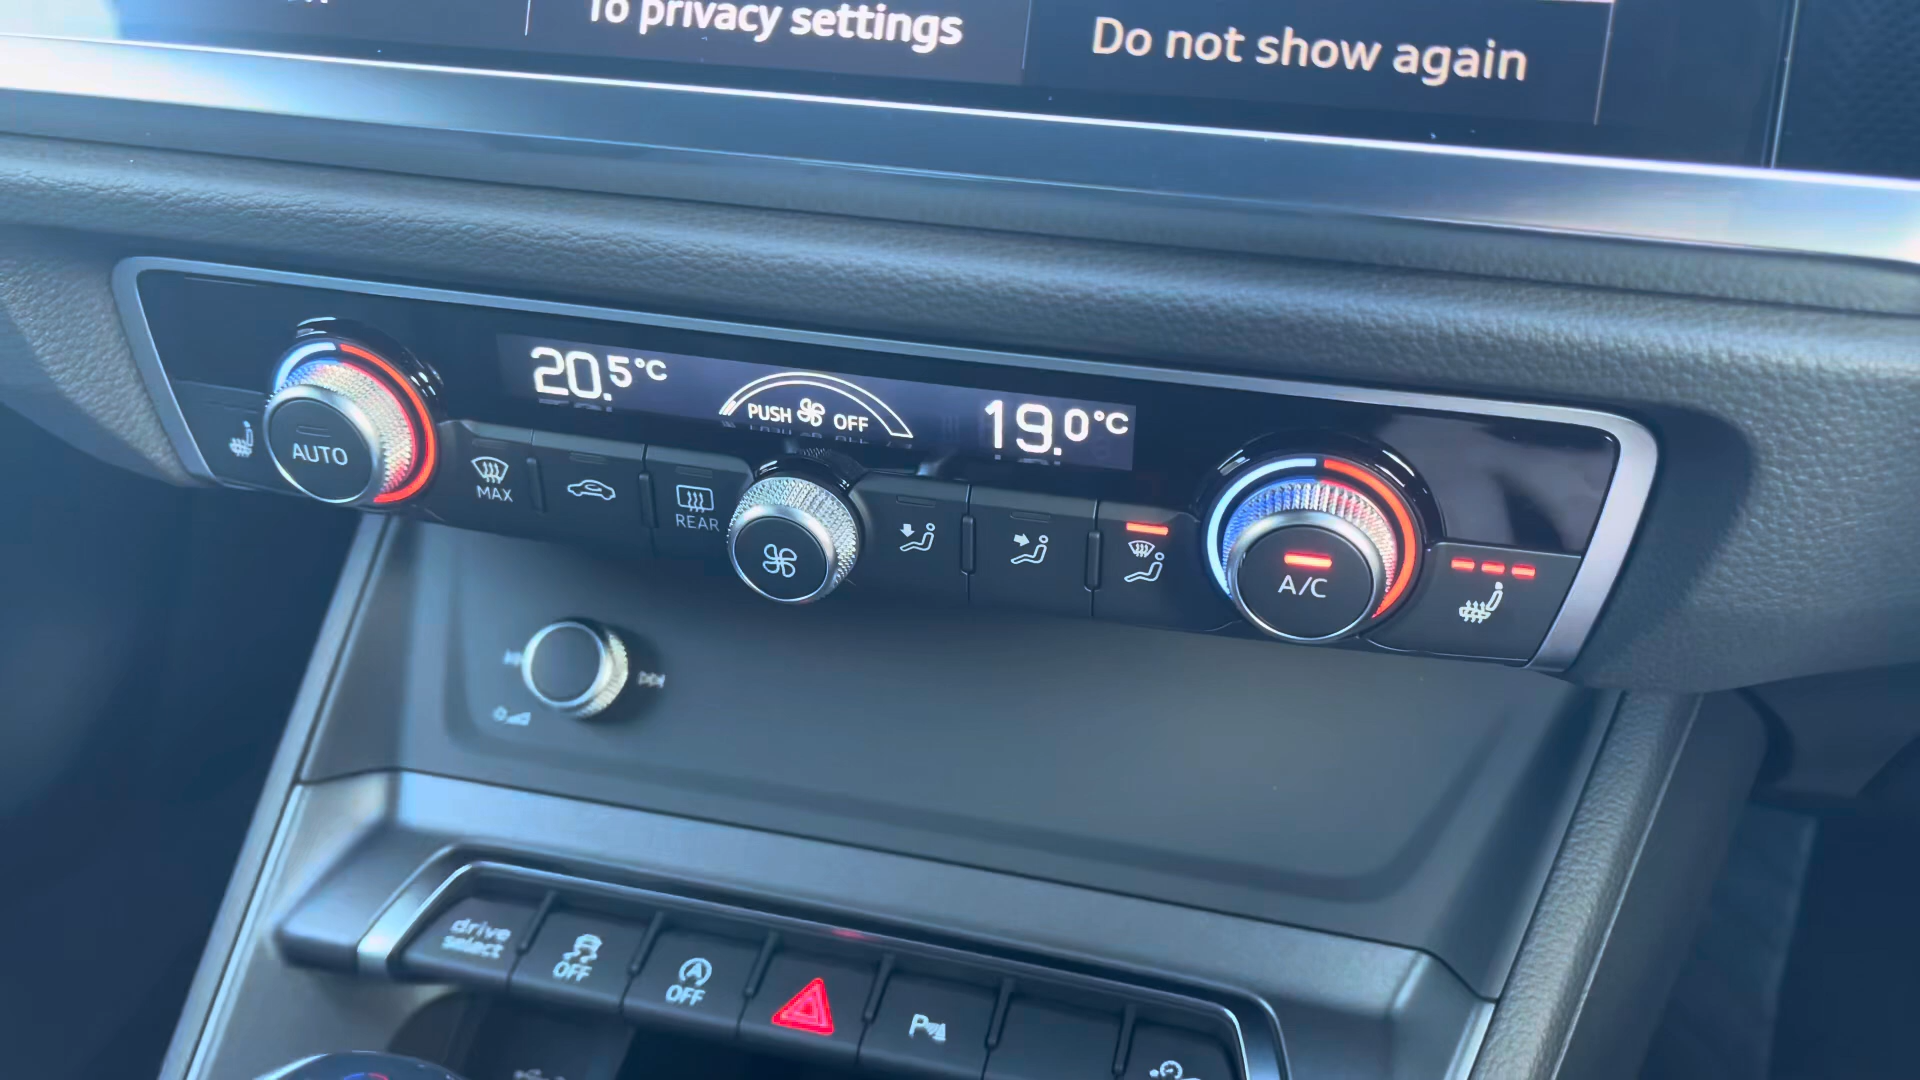 To privacy settings
Do not show again
20.5°C
PUSH OFF
19.0°C
AUTO
MAX
REAR
A/C
drive
select
OFF
A
OFF
P